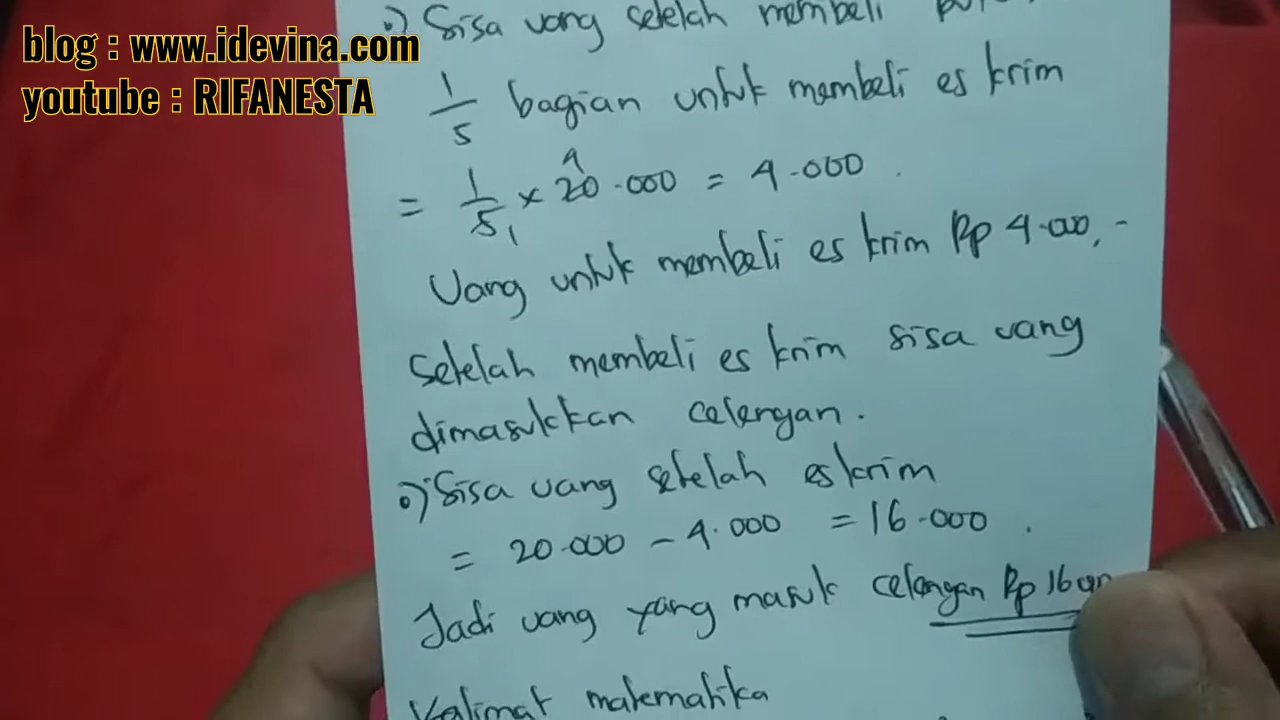 blog : www.idevina.com
youtube : RIFANESTA
•) Sisa uang setelah membeli
1/5 bagian untuk membeli es krim
= 1/5 1 × 20.000 4 = 4.000 .
Uang untuk membeli es krim Rp 4.000,-
Setelah membeli es krim sisa uang
dimasukkan celengan.
•) Sisa uang setelah es krim
= 20.000 – 4.000 = 16.000 .
Jadi uang yang masuk celengan Rp
Kalimat matematika